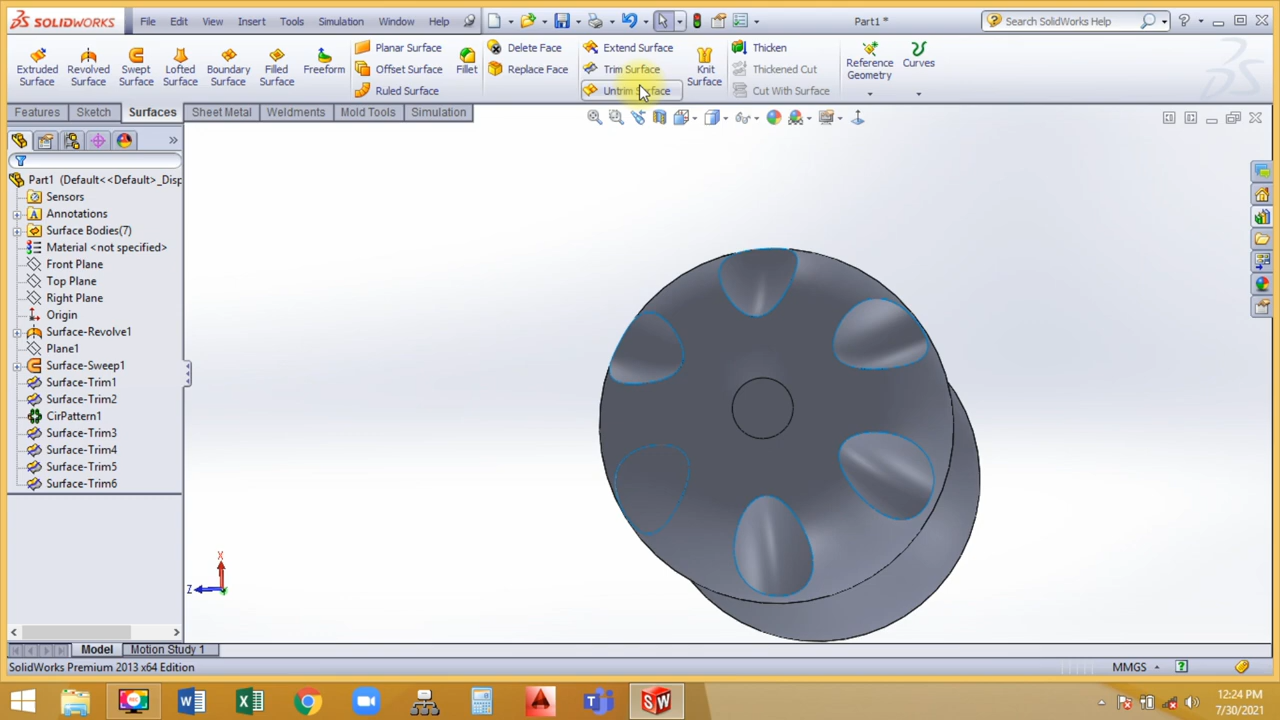 SOLIDWORKS
File Edit View Insert Tools Simulation Window Help
Part1 *
Search SolidWorks Help
Extruded Surface
Revolved Surface
Swept Surface
Lofted Surface
Boundary Surface
Filled Surface
Freeform
Planar Surface
Offset Surface
Ruled Surface
Fillet
Delete Face
Replace Face
Extend Surface
Trim Surface
Untrim Surface
Knit Surface
Thicken
Thickened Cut
Cut With Surface
Reference Geometry
Curves
Features Sketch Surfaces Sheet Metal Weldments Mold Tools Simulation
Part1 (Default<<Default>_Disp
Sensors
Annotations
Surface Bodies(7)
Material <not specified>
Front Plane
Top Plane
Right Plane
Origin
Surface-Revolve1
Plane1
Surface-Sweep1
Surface-Trim1
Surface-Trim2
CirPattern1
Surface-Trim3
Surface-Trim4
Surface-Trim5
Surface-Trim6
X
Z
Model Motion Study 1
SolidWorks Premium 2013 x64 Edition
MMGS
12:24 PM
7/30/2021